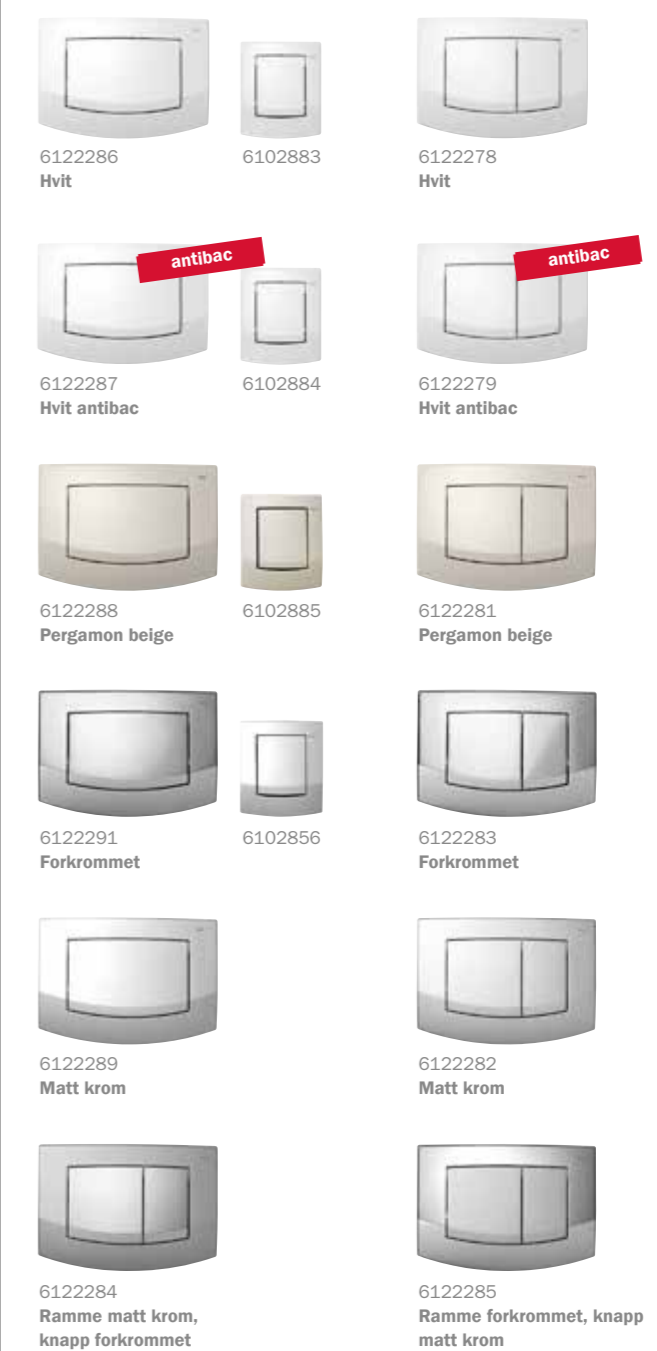 6122286 6102883 6122278
Hvit Hvit
antibac antibac
6122287 6102884 6122279
Hvit antibac Hvit antibac
6122288 6102885 6122281
Pergamon beige Pergamon beige
6122291 6102856 6122283
Forkrommet Forkrommet
6122289 6122282
Matt krom Matt krom
6122284 6122285
Ramme matt krom, Ramme forkrommet, knapp
knapp forkrommet matt krom